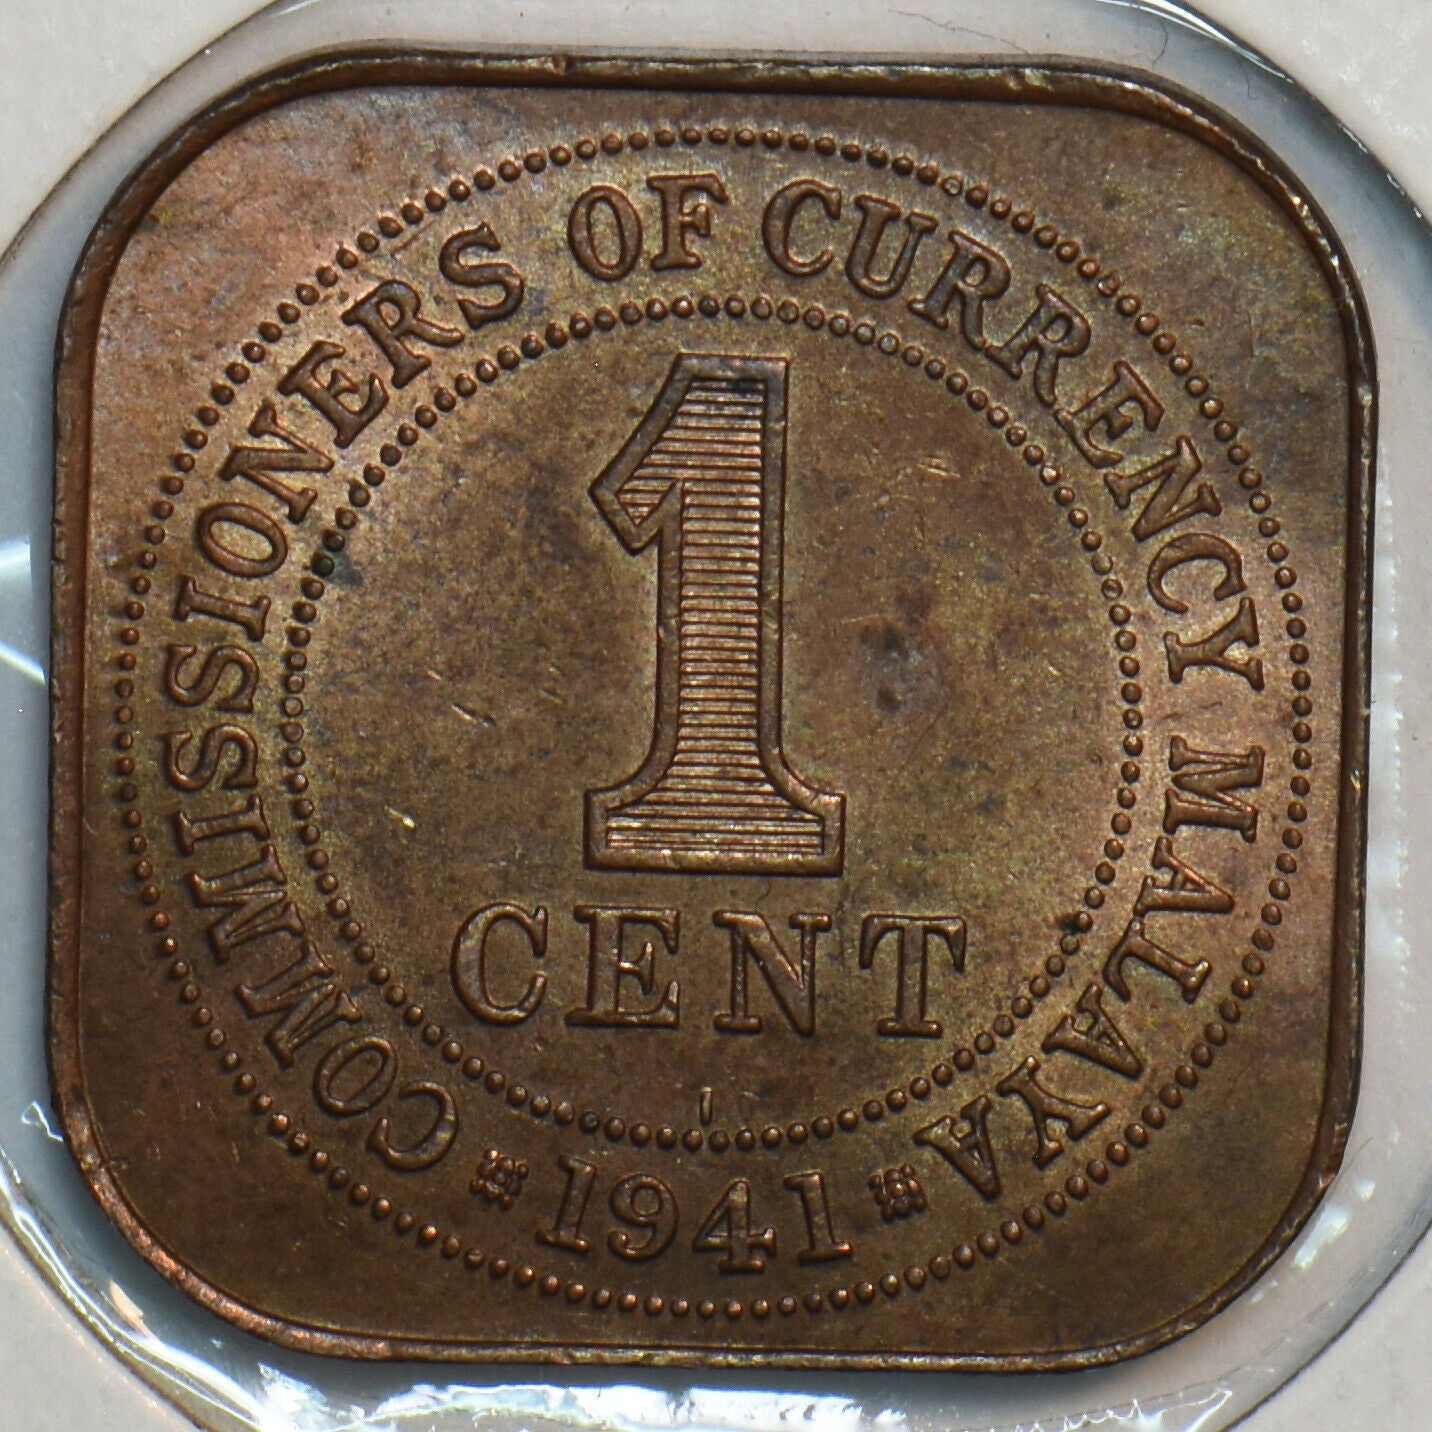 COMMISSIONERS OF CURRENCY MALAYA
1
CENT
I
1941